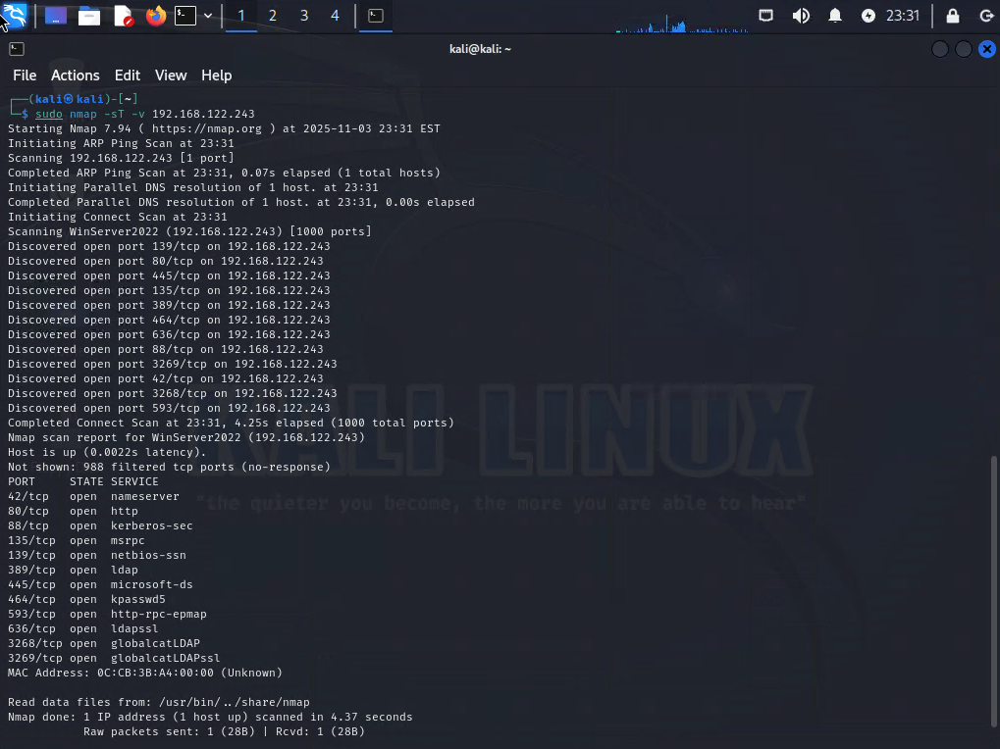 1 2 3 4 23:31
kali@kali: ~
File Actions Edit View Help
┌──(kali㉿kali)-[~]
└─$ sudo nmap -sT -v 192.168.122.243
Starting Nmap 7.94 ( https://nmap.org ) at 2025-11-03 23:31 EST
Initiating ARP Ping Scan at 23:31
Scanning 192.168.122.243 [1 port]
Completed ARP Ping Scan at 23:31, 0.07s elapsed (1 total hosts)
Initiating Parallel DNS resolution of 1 host. at 23:31
Completed Parallel DNS resolution of 1 host. at 23:31, 0.00s elapsed
Initiating Connect Scan at 23:31
Scanning WinServer2022 (192.168.122.243) [1000 ports]
Discovered open port 139/tcp on 192.168.122.243
Discovered open port 80/tcp on 192.168.122.243
Discovered open port 445/tcp on 192.168.122.243
Discovered open port 135/tcp on 192.168.122.243
Discovered open port 389/tcp on 192.168.122.243
Discovered open port 464/tcp on 192.168.122.243
Discovered open port 636/tcp on 192.168.122.243
Discovered open port 88/tcp on 192.168.122.243
Discovered open port 3269/tcp on 192.168.122.243
Discovered open port 42/tcp on 192.168.122.243
Discovered open port 3268/tcp on 192.168.122.243
Discovered open port 593/tcp on 192.168.122.243
Completed Connect Scan at 23:31, 4.25s elapsed (1000 total ports)
Nmap scan report for WinServer2022 (192.168.122.243)
Host is up (0.0022s latency).
Not shown: 988 filtered tcp ports (no-response)
PORT     STATE SERVICE
42/tcp   open  nameserver
80/tcp   open  http
88/tcp   open  kerberos-sec
135/tcp  open  msrpc
139/tcp  open  netbios-ssn
389/tcp  open  ldap
445/tcp  open  microsoft-ds
464/tcp  open  kpasswd5
593/tcp  open  http-rpc-epmap
636/tcp  open  ldapssl
3268/tcp open  globalcatLDAP
3269/tcp open  globalcatLDAPssl
MAC Address: 0C:CB:3B:A4:00:00 (Unknown)
Read data files from: /usr/bin/../share/nmap
Nmap done: 1 IP address (1 host up) scanned in 4.37 seconds
Raw packets sent: 1 (28B) | Rcvd: 1 (28B)
KALI LINUX
"the quieter you become, the more you are able to hear"